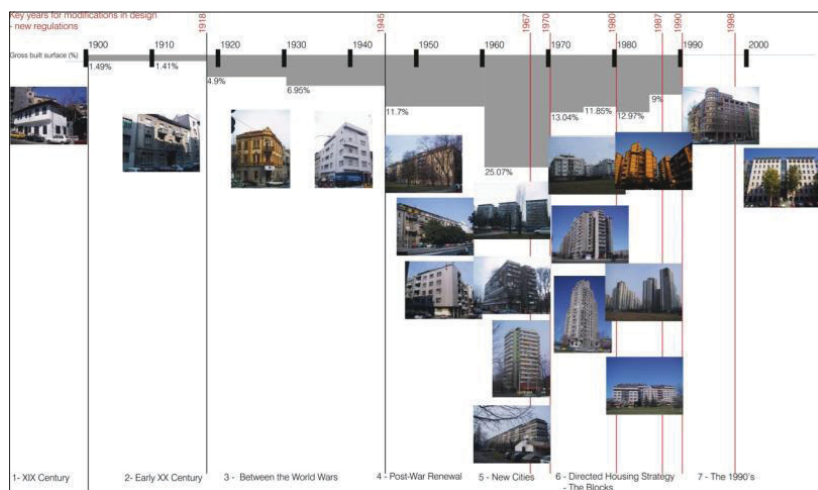 Key years for modifications in design
- new regulations
1918
1945
1967
1970
1980
1987
1990
1998
Gross built surface (%)
1900
1910
1920
1930
1940
1950
1960
1970
1980
1990
2000
1.49%
1.41%
4.9%
6.95%
11.7%
25.07%
13.04%
11.85%
12.97%
9%
1- XIX Century
2- Early XX Century
3 - Between the World Wars
4 - Post-War Renewal
5 - New Cities
6 - Directed Housing Strategy
- The Blocks
7 - The 1990's